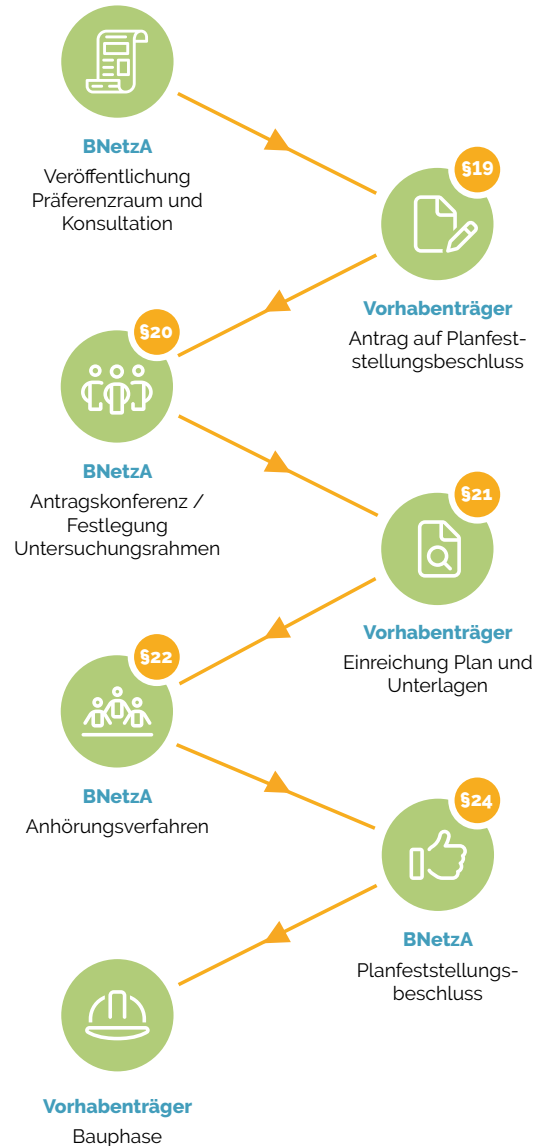 BNetzA
Veröffentlichung
Präferenzraum und
Konsultation
§19
Vorhabenträger
Antrag auf Planfest-
stellungsbeschluss
§20
BNetzA
Antragskonferenz /
Festlegung
Untersuchungsrahmen
§21
Vorhabenträger
Einreichung Plan und
Unterlagen
§22
BNetzA
Anhörungsverfahren
§24
BNetzA
Planfeststellungs-
beschluss
Vorhabenträger
Bauphase